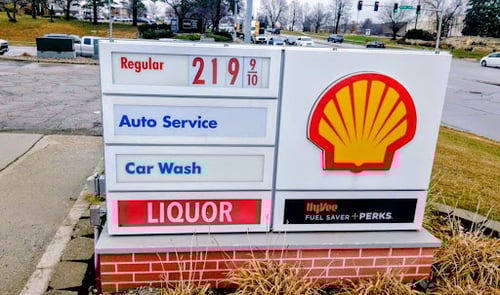 Regular 219 9/10
Auto Service
Car Wash
LIQUOR
HyVee
FUEL SAVER +PERKS.